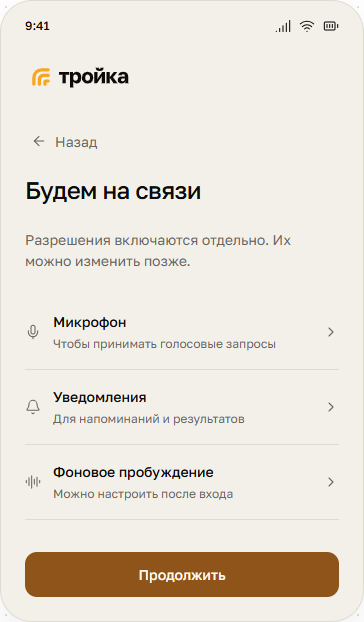 9:41
тройка
Назад
Будем на связи
Разрешения включаются отдельно. Их
можно изменить позже.
Микрофон
Чтобы принимать голосовые запросы
Уведомления
Для напоминаний и результатов
Фоновое пробуждение
Можно настроить после входа
Продолжить